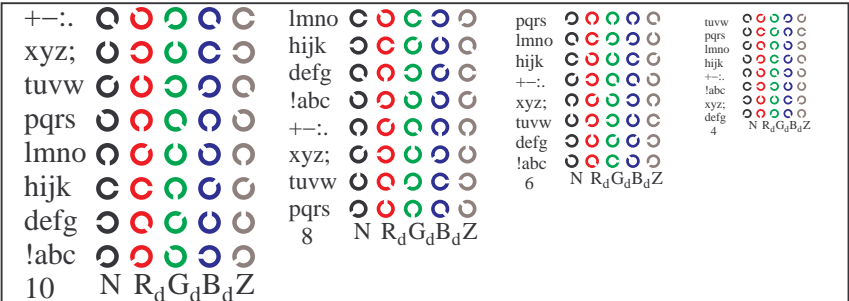 +−:.
xyz;
tuvw
pqrs
lmno
hijk
defg
!abc
10 N RdGdBdZ
lmno
hijk
defg
!abc
+−:.
xyz;
tuvw
pqrs
8 N RdGdBdZ
pqrs
lmno
hijk
+−:.
xyz;
tuvw
defg
!abc
6 N RdGdBdZ
tuvw
pqrs
lmno
hijk
+−:.
!abc
xyz;
defg
4 N RdGdBdZ